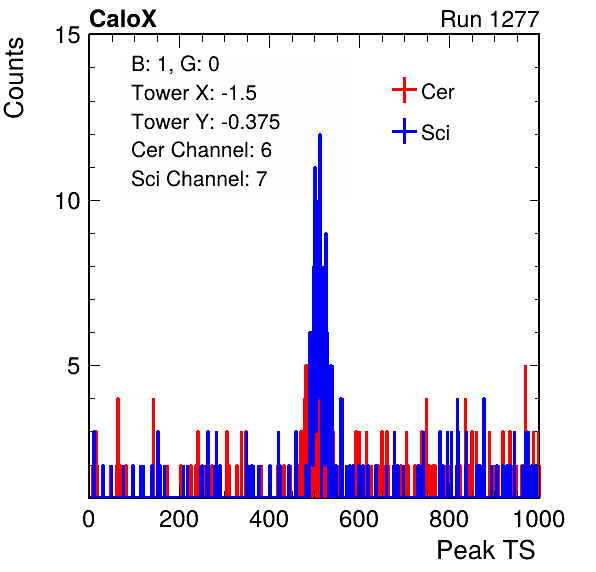 CaloX Run 1277
Counts
15
B: 1, G: 0
Tower X: -1.5
Tower Y: -0.375
Cer Channel: 6
Sci Channel: 7
Cer
Sci
10
5
0 200 400 600 800 1000
Peak TS